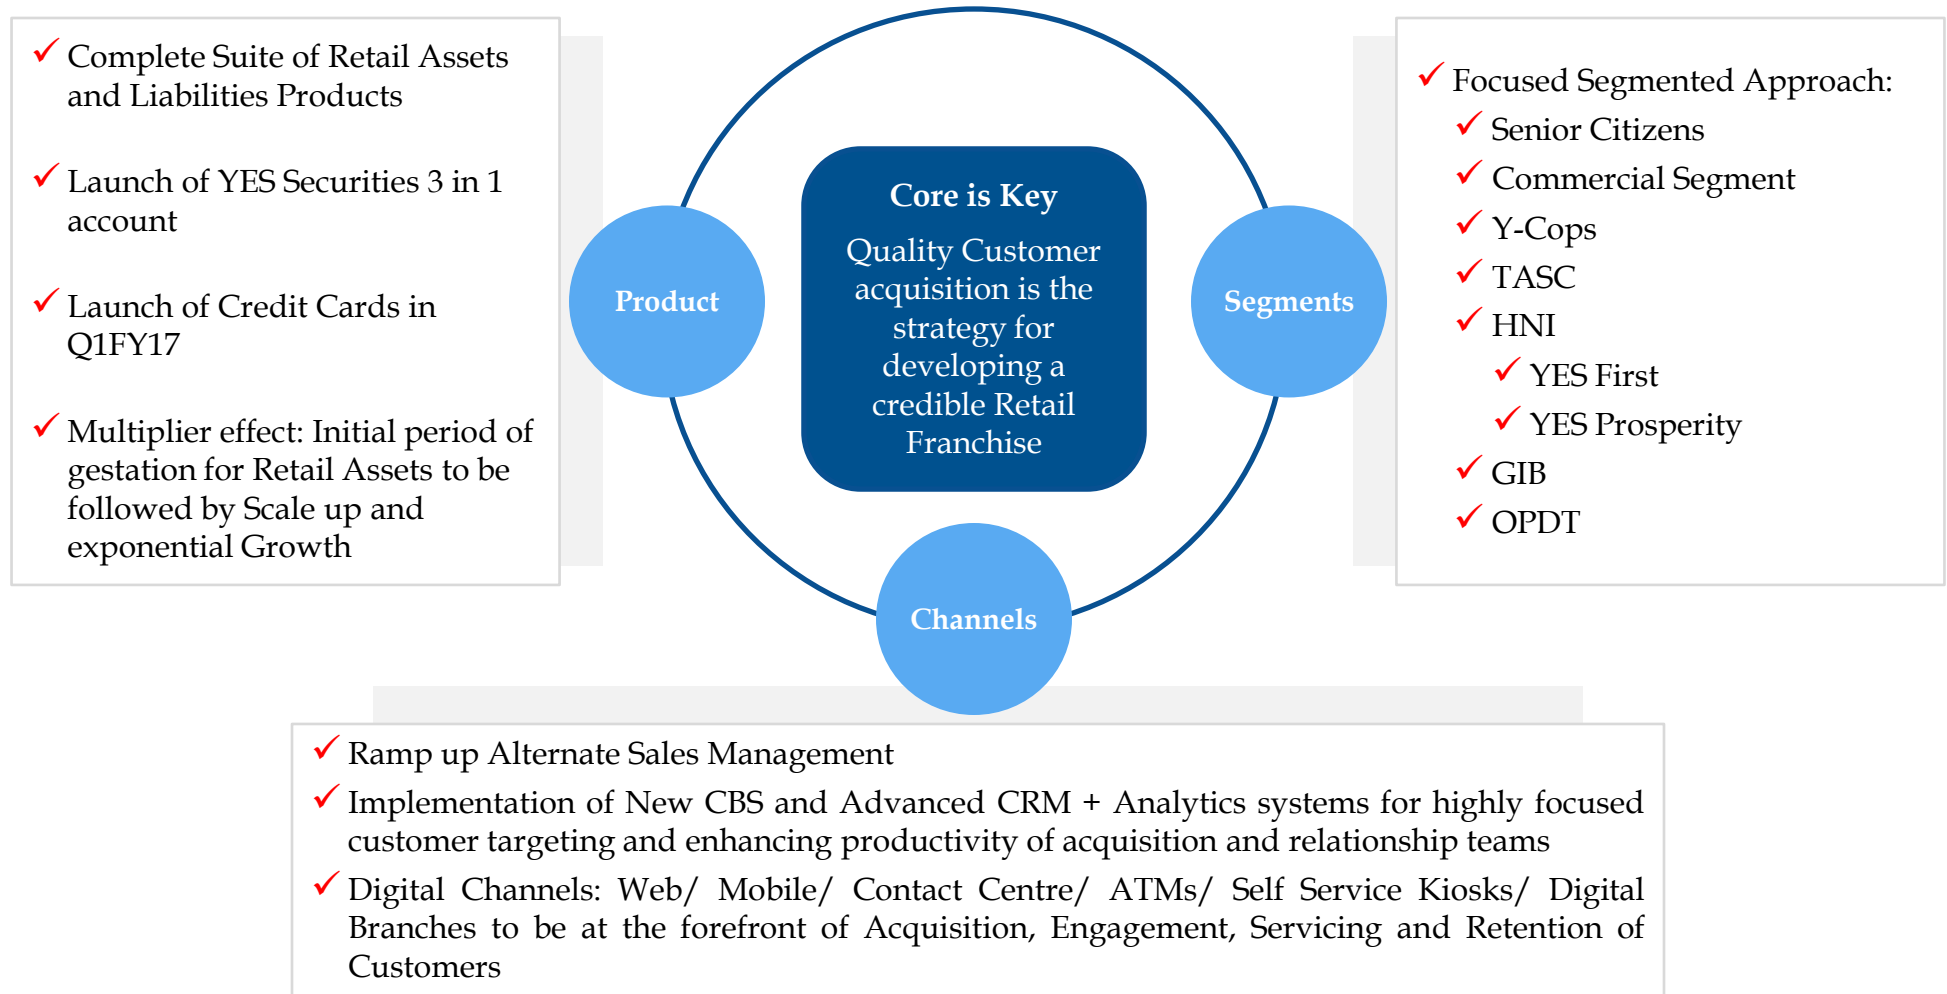 Complete Suite of Retail Assets
and Liabilities Products
Launch of YES Securities 3 in 1
account
Launch of Credit Cards in
Q1FY17
Multiplier effect: Initial period of
gestation for Retail Assets to be
followed by Scale up and
exponential Growth
Product
Core is Key
Quality Customer
acquisition is the
strategy for
developing a
credible Retail
Franchise
Segments
Focused Segmented Approach:
Senior Citizens
Commercial Segment
Y-Cops
TASC
HNI
YES First
YES Prosperity
GIB
OPDT
Channels
Ramp up Alternate Sales Management
Implementation of New CBS and Advanced CRM + Analytics systems for highly focused
customer targeting and enhancing productivity of acquisition and relationship teams
Digital Channels: Web/ Mobile/ Contact Centre/ ATMs/ Self Service Kiosks/ Digital
Branches to be at the forefront of Acquisition, Engagement, Servicing and Retention of
Customers